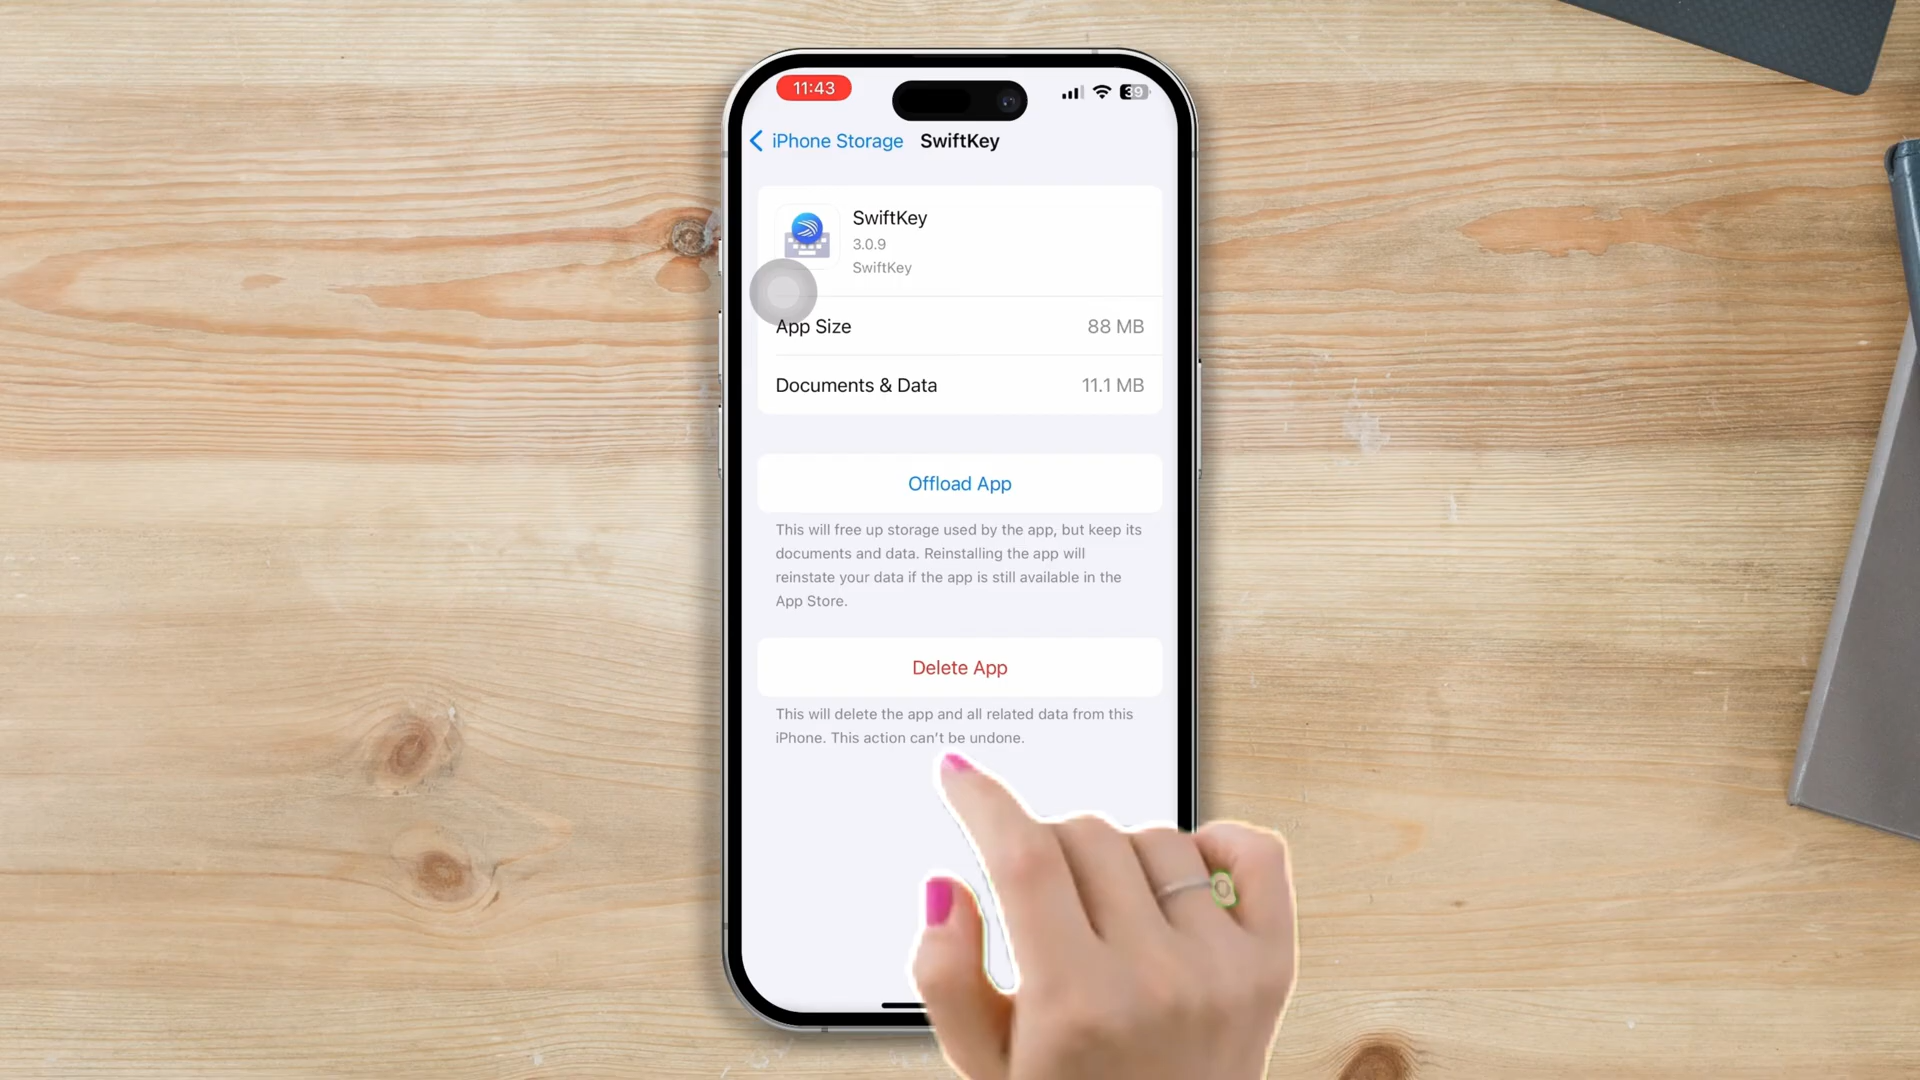 11:43
39
iPhone Storage SwiftKey
SwiftKey
3.0.9
SwiftKey
App Size 88 MB
Documents & Data 11.1 MB
Offload App
This will free up storage used by the app, but keep its
documents and data. Reinstalling the app will
reinstate your data if the app is still available in the
App Store.
Delete App
This will delete the app and all related data from this
iPhone. This action can't be undone.